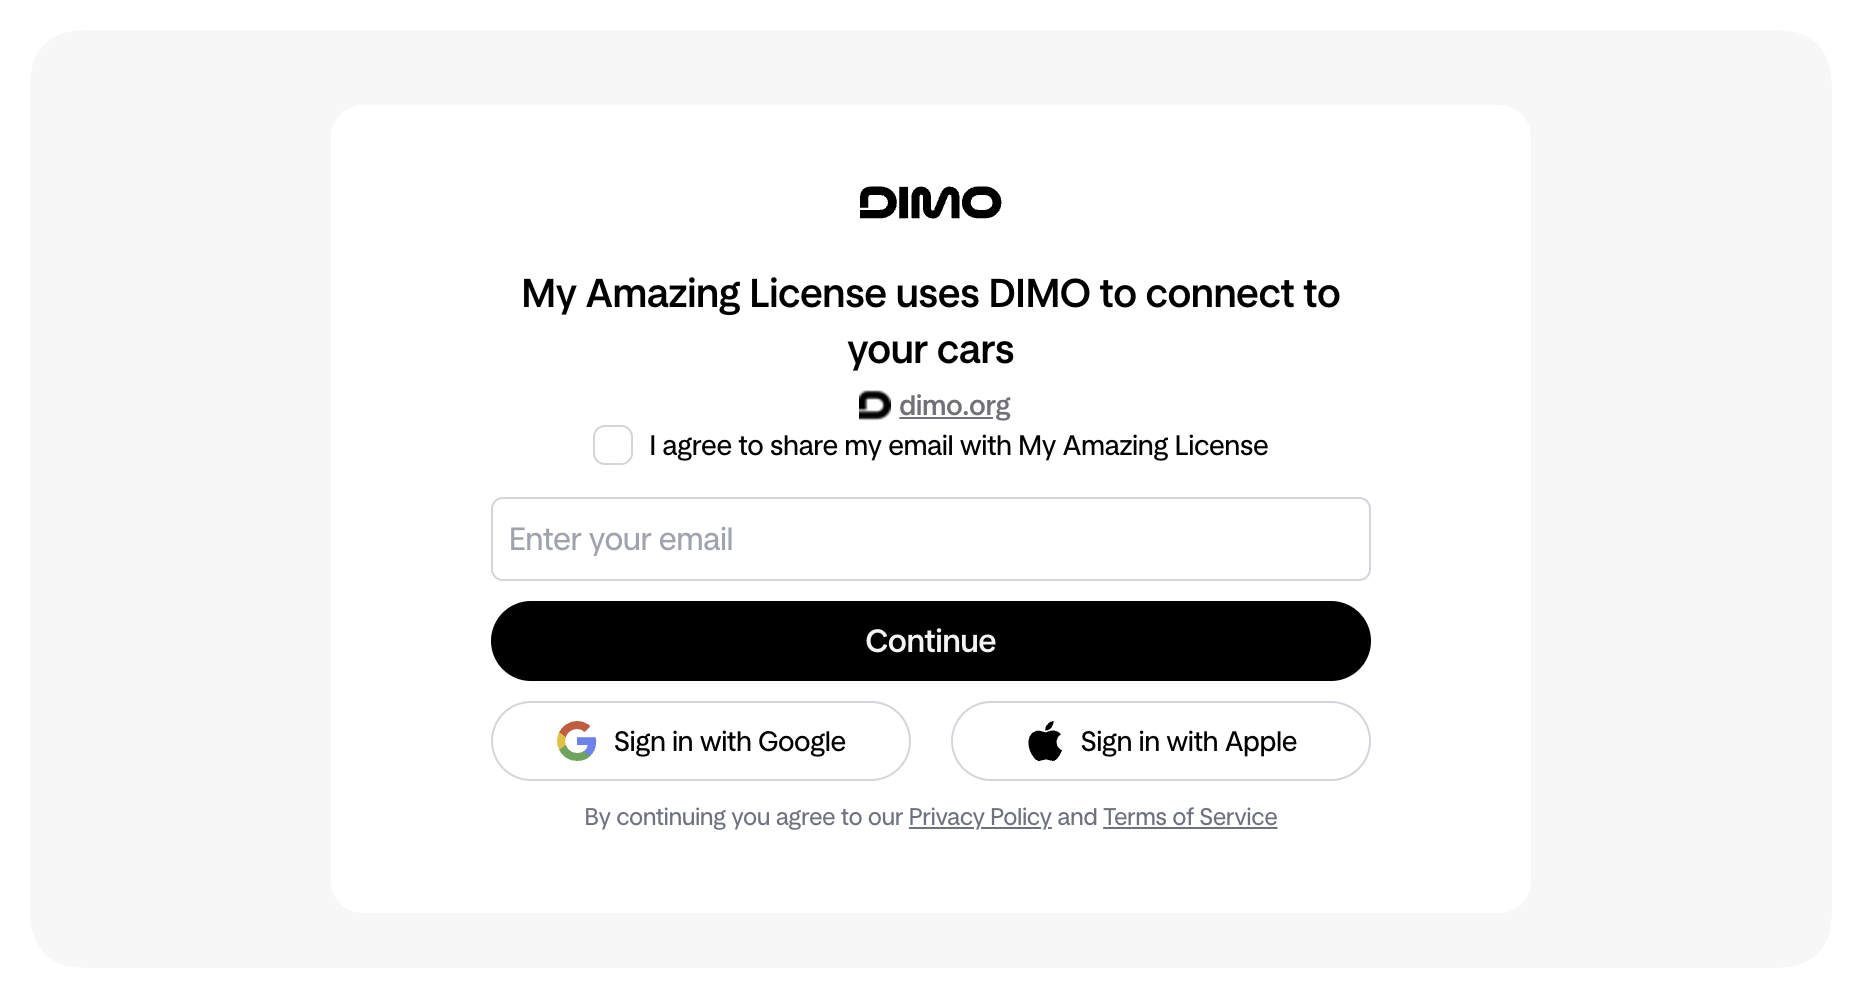 DIMO
My Amazing License uses DIMO to connect to
your cars
dimo.org
I agree to share my email with My Amazing License
Enter your email
Continue
Sign in with Google
Sign in with Apple
By continuing you agree to our Privacy Policy and Terms of Service